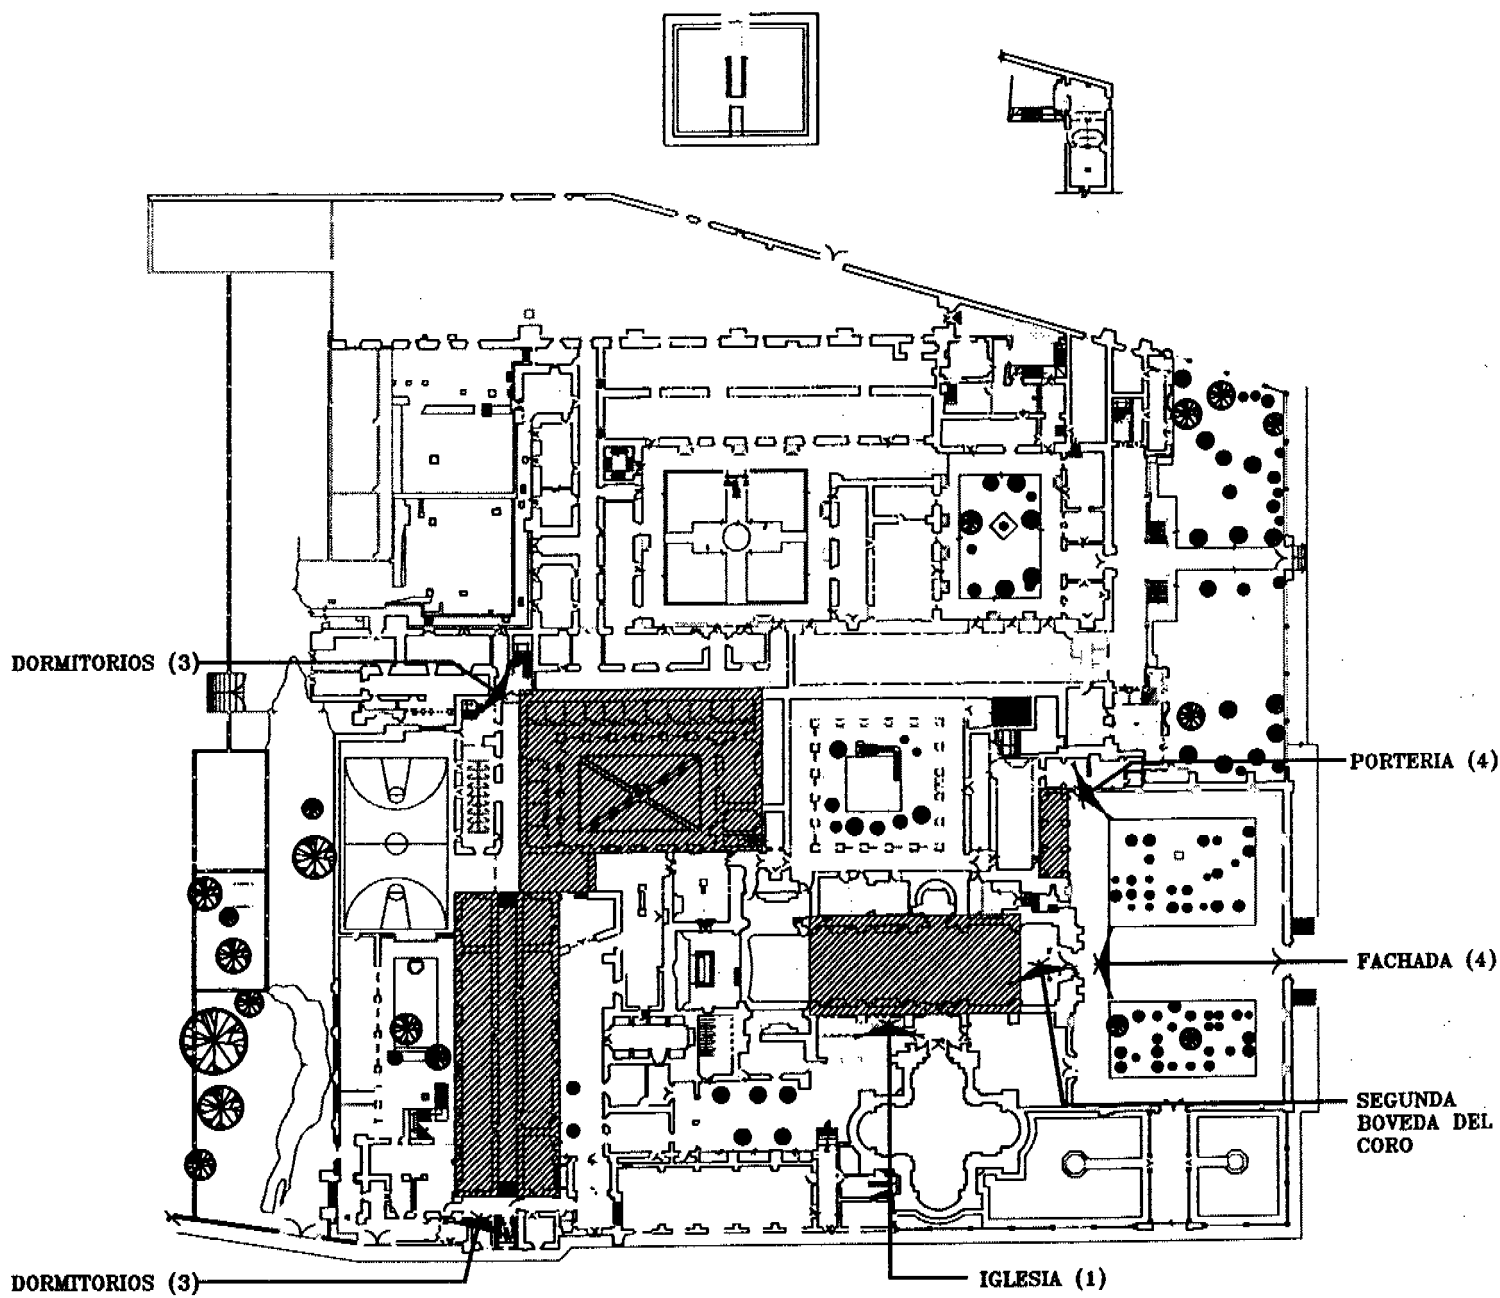 DORMITORIOS (3)
PORTERIA (4)
FACHADA (4)
SEGUNDA
BOVEDA DEL
CORO
DORMITORIOS (3)
IGLESIA (1)